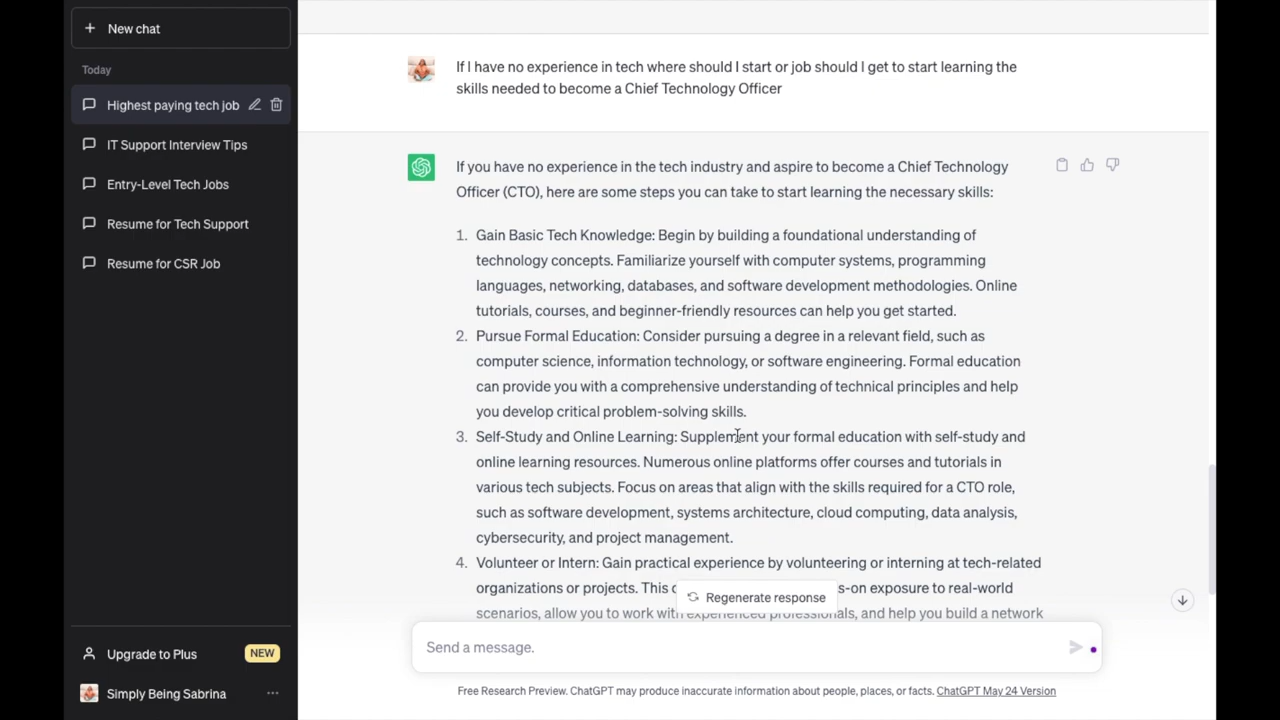 New chat
Today
Highest paying tech job
IT Support Interview Tips
Entry-Level Tech Jobs
Resume for Tech Support
Resume for CSR Job
Upgrade to Plus NEW
Simply Being Sabrina
If I have no experience in tech where should I start or job should I get to start learning the
skills needed to become a Chief Technology Officer
If you have no experience in the tech industry and aspire to become a Chief Technology
Officer (CTO), here are some steps you can take to start learning the necessary skills:
1. Gain Basic Tech Knowledge: Begin by building a foundational understanding of
technology concepts. Familiarize yourself with computer systems, programming
languages, networking, databases, and software development methodologies. Online
tutorials, courses, and beginner-friendly resources can help you get started.
2. Pursue Formal Education: Consider pursuing a degree in a relevant field, such as
computer science, information technology, or software engineering. Formal education
can provide you with a comprehensive understanding of technical principles and help
you develop critical problem-solving skills.
3. Self-Study and Online Learning: Supplement your formal education with self-study and
online learning resources. Numerous online platforms offer courses and tutorials in
various tech subjects. Focus on areas that align with the skills required for a CTO role,
such as software development, systems architecture, cloud computing, data analysis,
cybersecurity, and project management.
4. Volunteer or Intern: Gain practical experience by volunteering or interning at tech-related
organizations or projects. This s-on exposure to real-world
Regenerate response
scenarios, allow you to work with experienced professionals, and help you build a network
Send a message.
Free Research Preview. ChatGPT may produce inaccurate information about people, places, or facts. ChatGPT May 24 Version